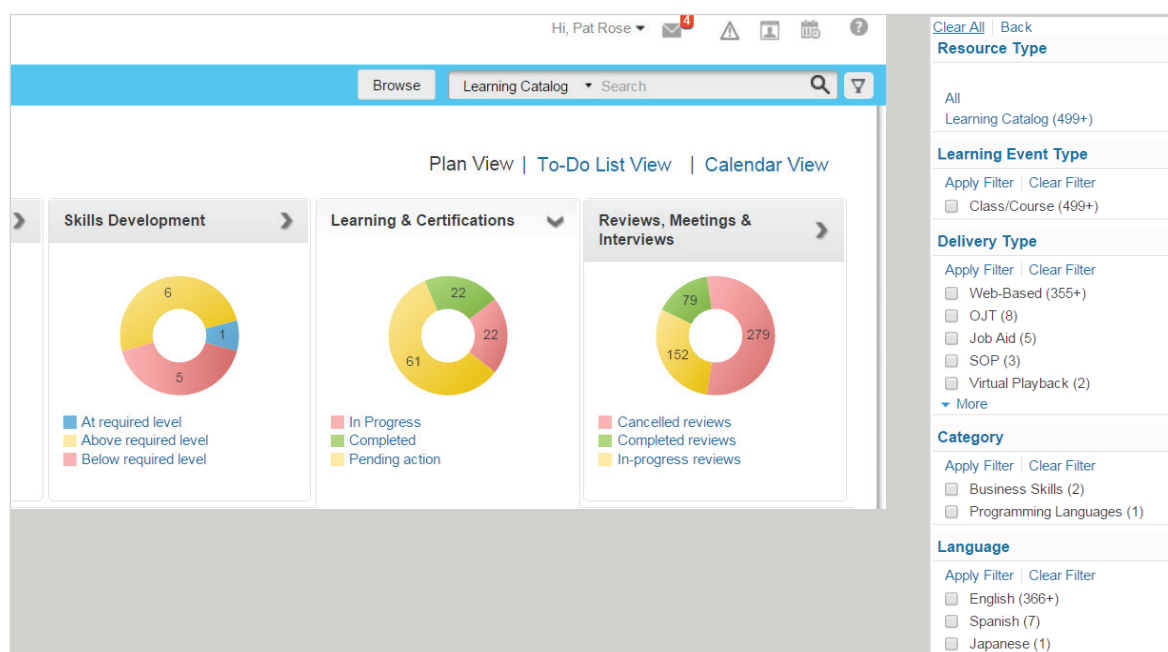 Hi, Pat Rose
4
Browse
Learning Catalog
Search
Plan View | To-Do List View | Calendar View
Skills Development
6
1
5
At required level
Above required level
Below required level
Learning & Certifications
22
22
61
In Progress
Completed
Pending action
Reviews, Meetings &
Interviews
79
279
152
Cancelled reviews
Completed reviews
In-progress reviews
Clear All | Back
Resource Type
All
Learning Catalog (499+)
Learning Event Type
Apply Filter | Clear Filter
Class/Course (499+)
Delivery Type
Apply Filter | Clear Filter
Web-Based (355+)
OJT (8)
Job Aid (5)
SOP (3)
Virtual Playback (2)
More
Category
Apply Filter | Clear Filter
Business Skills (2)
Programming Languages (1)
Language
Apply Filter | Clear Filter
English (366+)
Spanish (7)
Japanese (1)